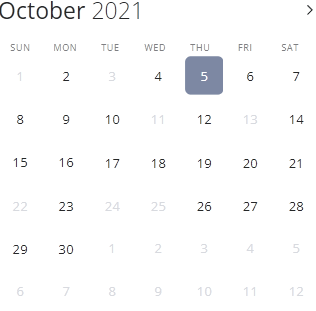 October 2021
SUN MON TUE WED THU FRI SAT
1 2 3 4 5 6 7
8 9 10 11 12 13 14
15 16 17 18 19 20 21
22 23 24 25 26 27 28
29 30 1 2 3 4 5
6 7 8 9 10 11 12